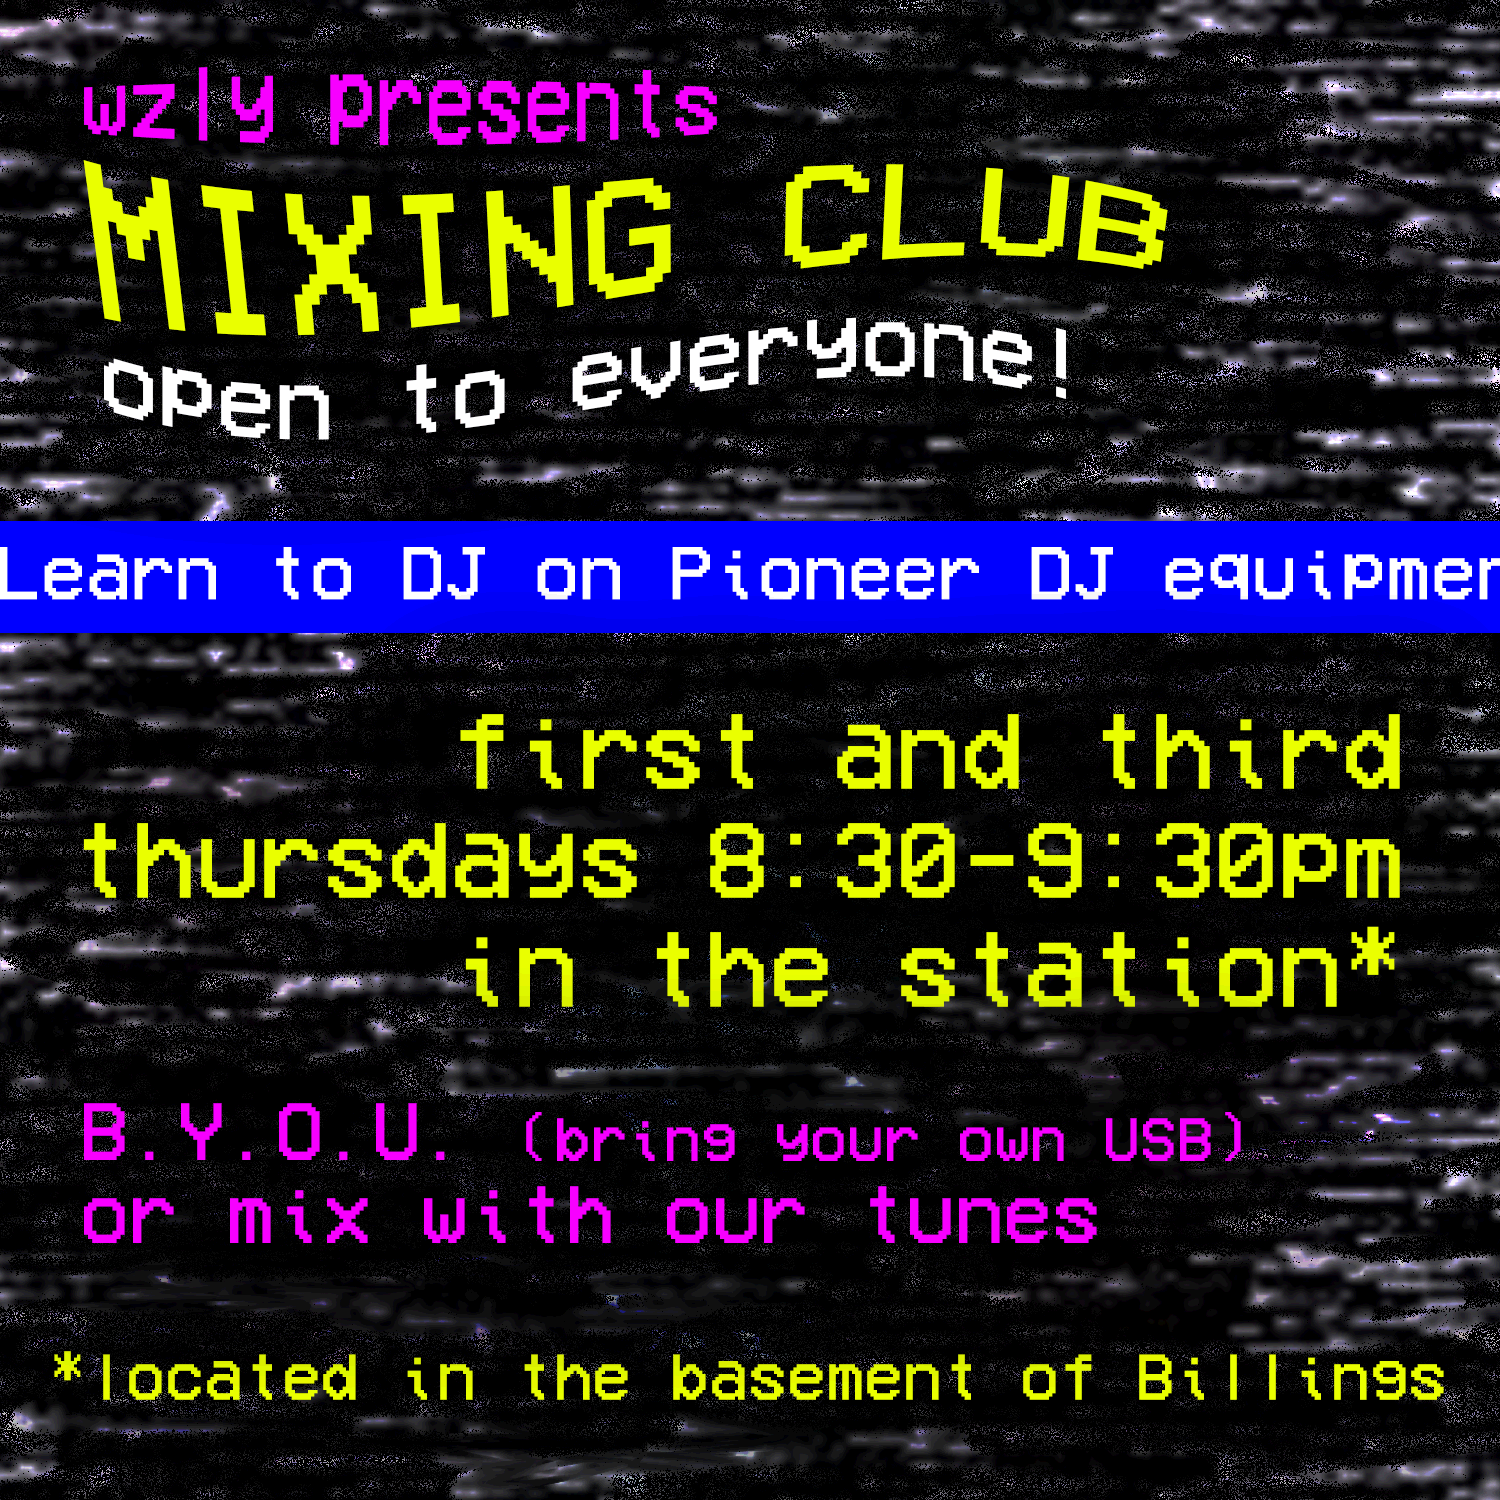 wzly presents
MIXING CLUB
open to everyone!
Learn to DJ on Pioneer DJ equipmen
first and third
thursdays 8:30-9:30pm
in the station*
B.Y.O.U. (bring your own USB)
or mix with our tunes
*located in the basement of Billings